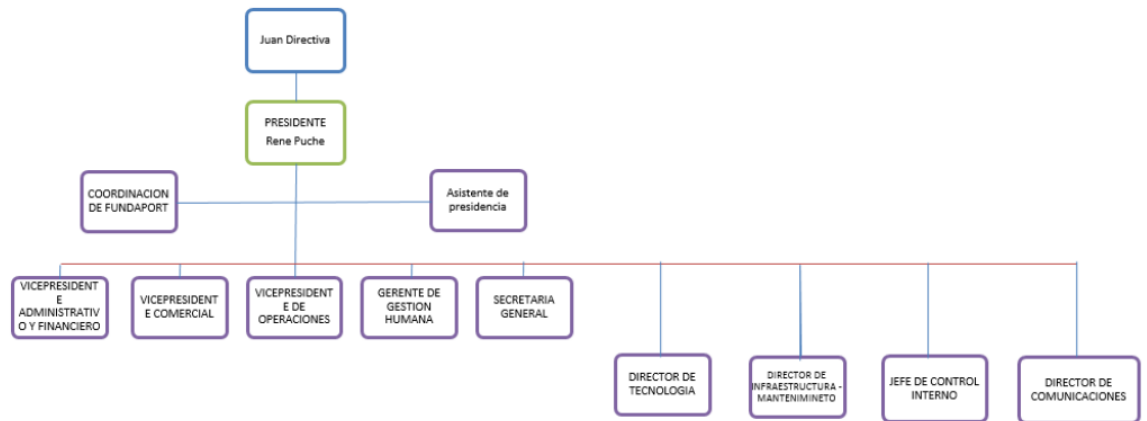 Juan Directiva
PRESIDENTE
Rene Puche
COORDINACION
DE FUNDAPORT
Asistente de
presidencia
VICEPRESIDENT
E
ADMINISTRATIV
O Y FINANCIERO
VICEPRESIDENT
E COMERCIAL
VICEPRESIDENT
E DE
OPERACIONES
GERENTE DE
GESTION
HUMANA
SECRETARIA
GENERAL
DIRECTOR DE
TECNOLOGIA
DIRECTOR DE
INFRAESTRUCTURA -
MANTENIMINETO
JEFE DE CONTROL
INTERNO
DIRECTOR DE
COMUNICACIONES